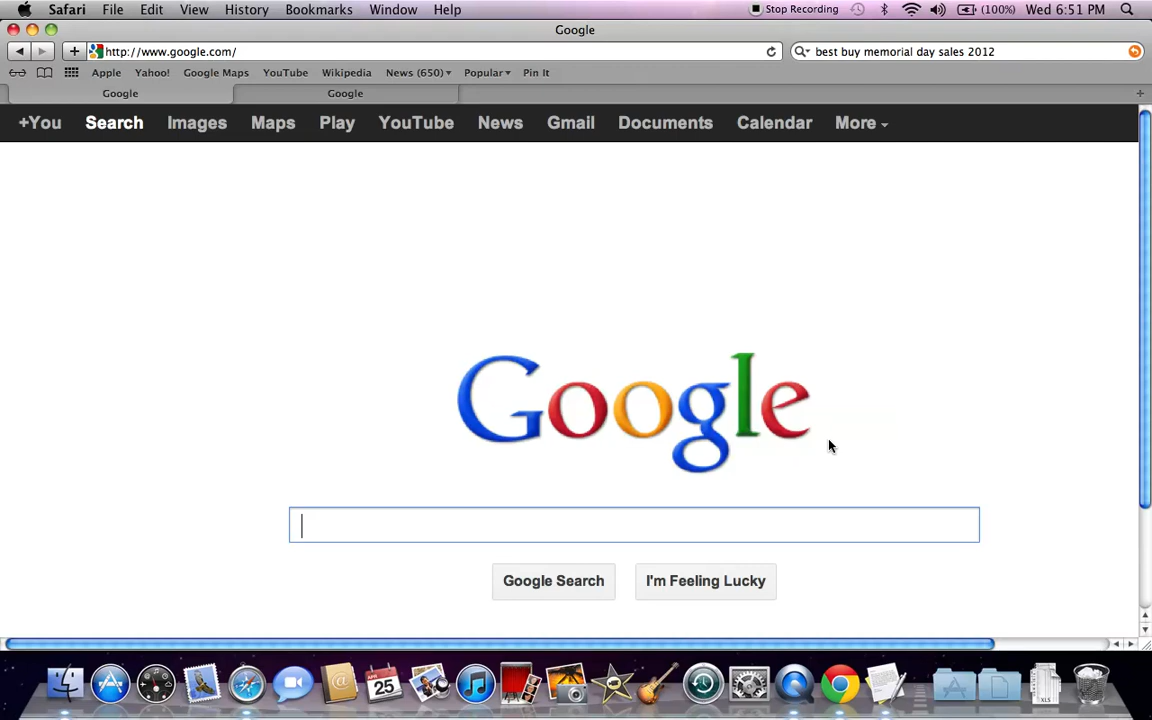 Safari File Edit View History Bookmarks Window Help Stop Recording (100%) Wed 6:51 PM
Google
http://www.google.com/ best buy memorial day sales 2012
Apple Yahoo! Google Maps YouTube Wikipedia News (650) Popular Pin It
Google Google
+You Search Images Maps Play YouTube News Gmail Documents Calendar More
Google
Google Search I'm Feeling Lucky
25
XLS